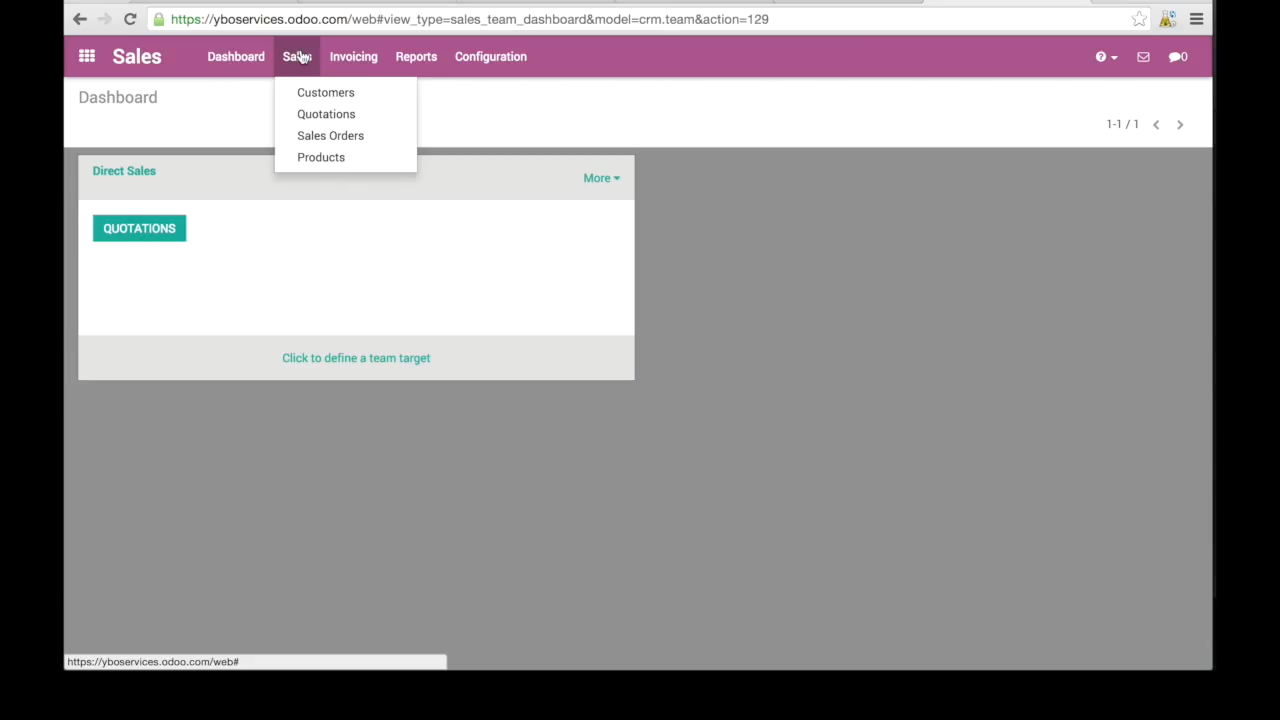 https://yboservices.odoo.com/web#view_type=sales_team_dashboard&model=crm.team&action=129
Sales Dashboard Sales Invoicing Reports Configuration 0
Dashboard
Customers
Quotations
Sales Orders
Products
1-1 / 1
Direct Sales
More
QUOTATIONS
Click to define a team target
https://yboservices.odoo.com/web#